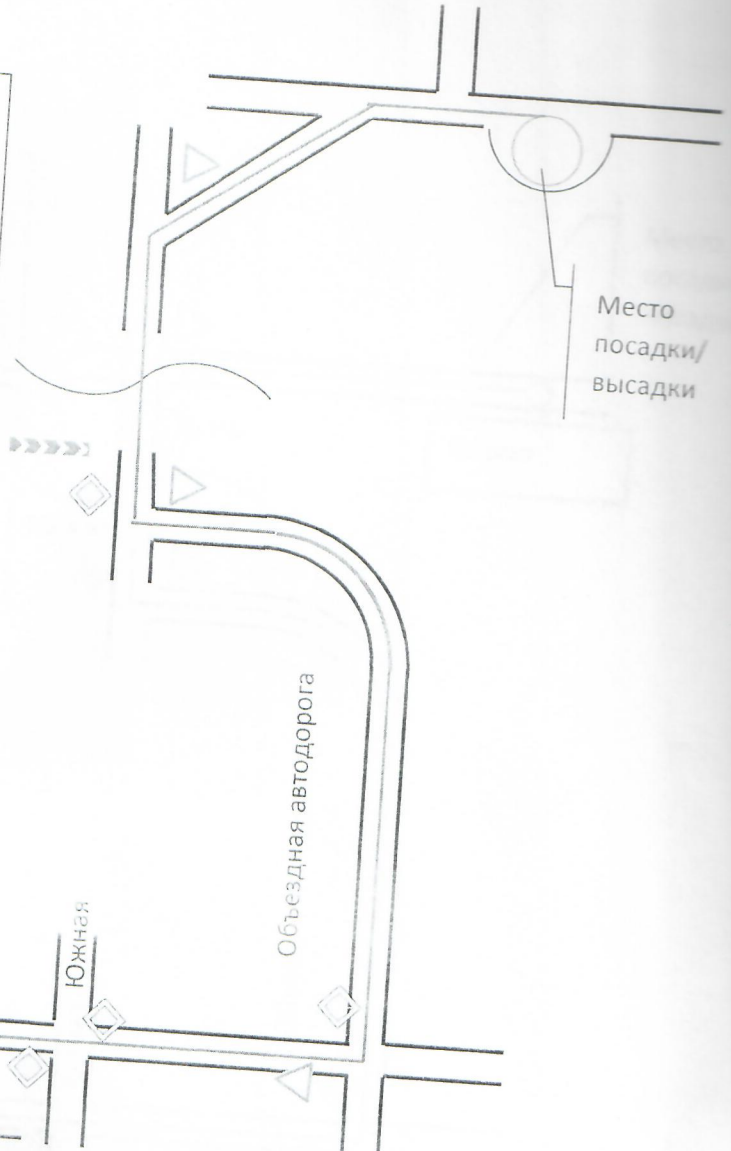 Место
посадки/
высадки
Объездная автодорога
Южная